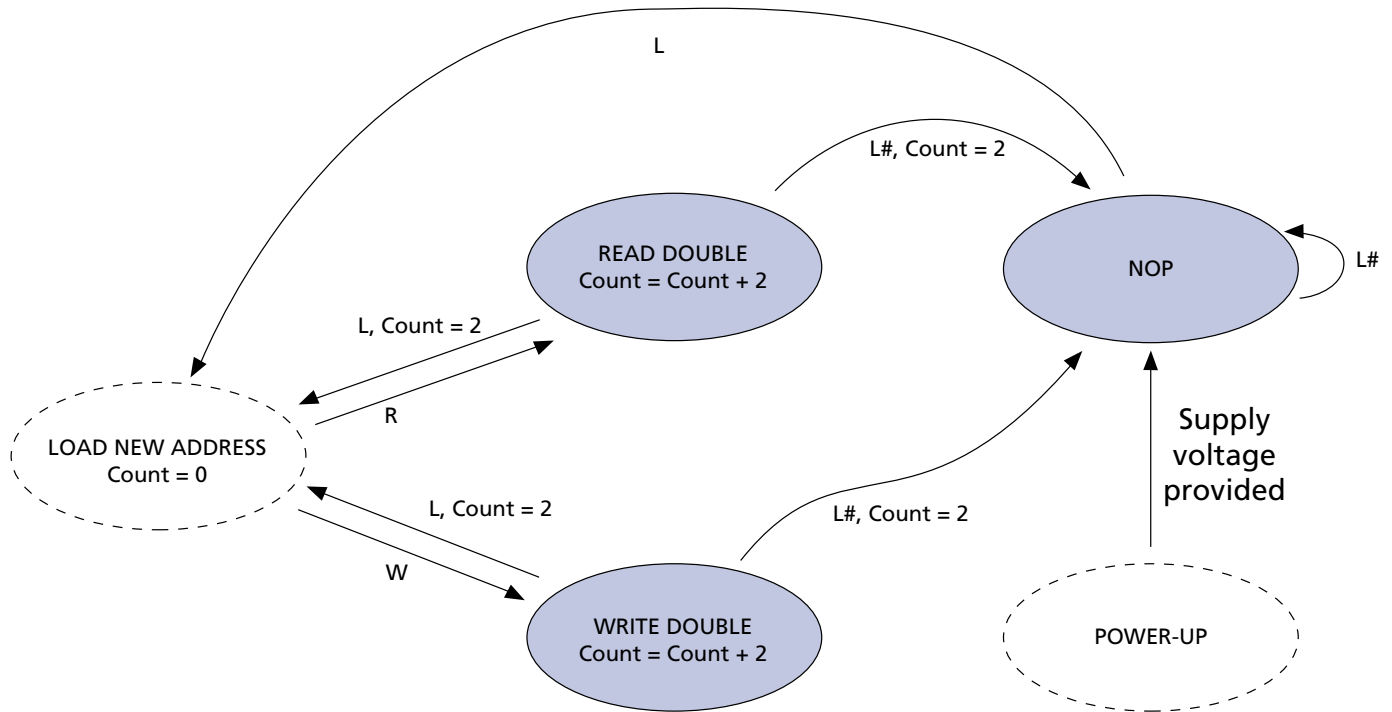 L
L#, Count = 2
READ DOUBLE
Count = Count + 2
NOP
L#
L, Count = 2
R
LOAD NEW ADDRESS
Count = 0
Supply
voltage
provided
L, Count = 2
L#, Count = 2
W
WRITE DOUBLE
Count = Count + 2
POWER-UP